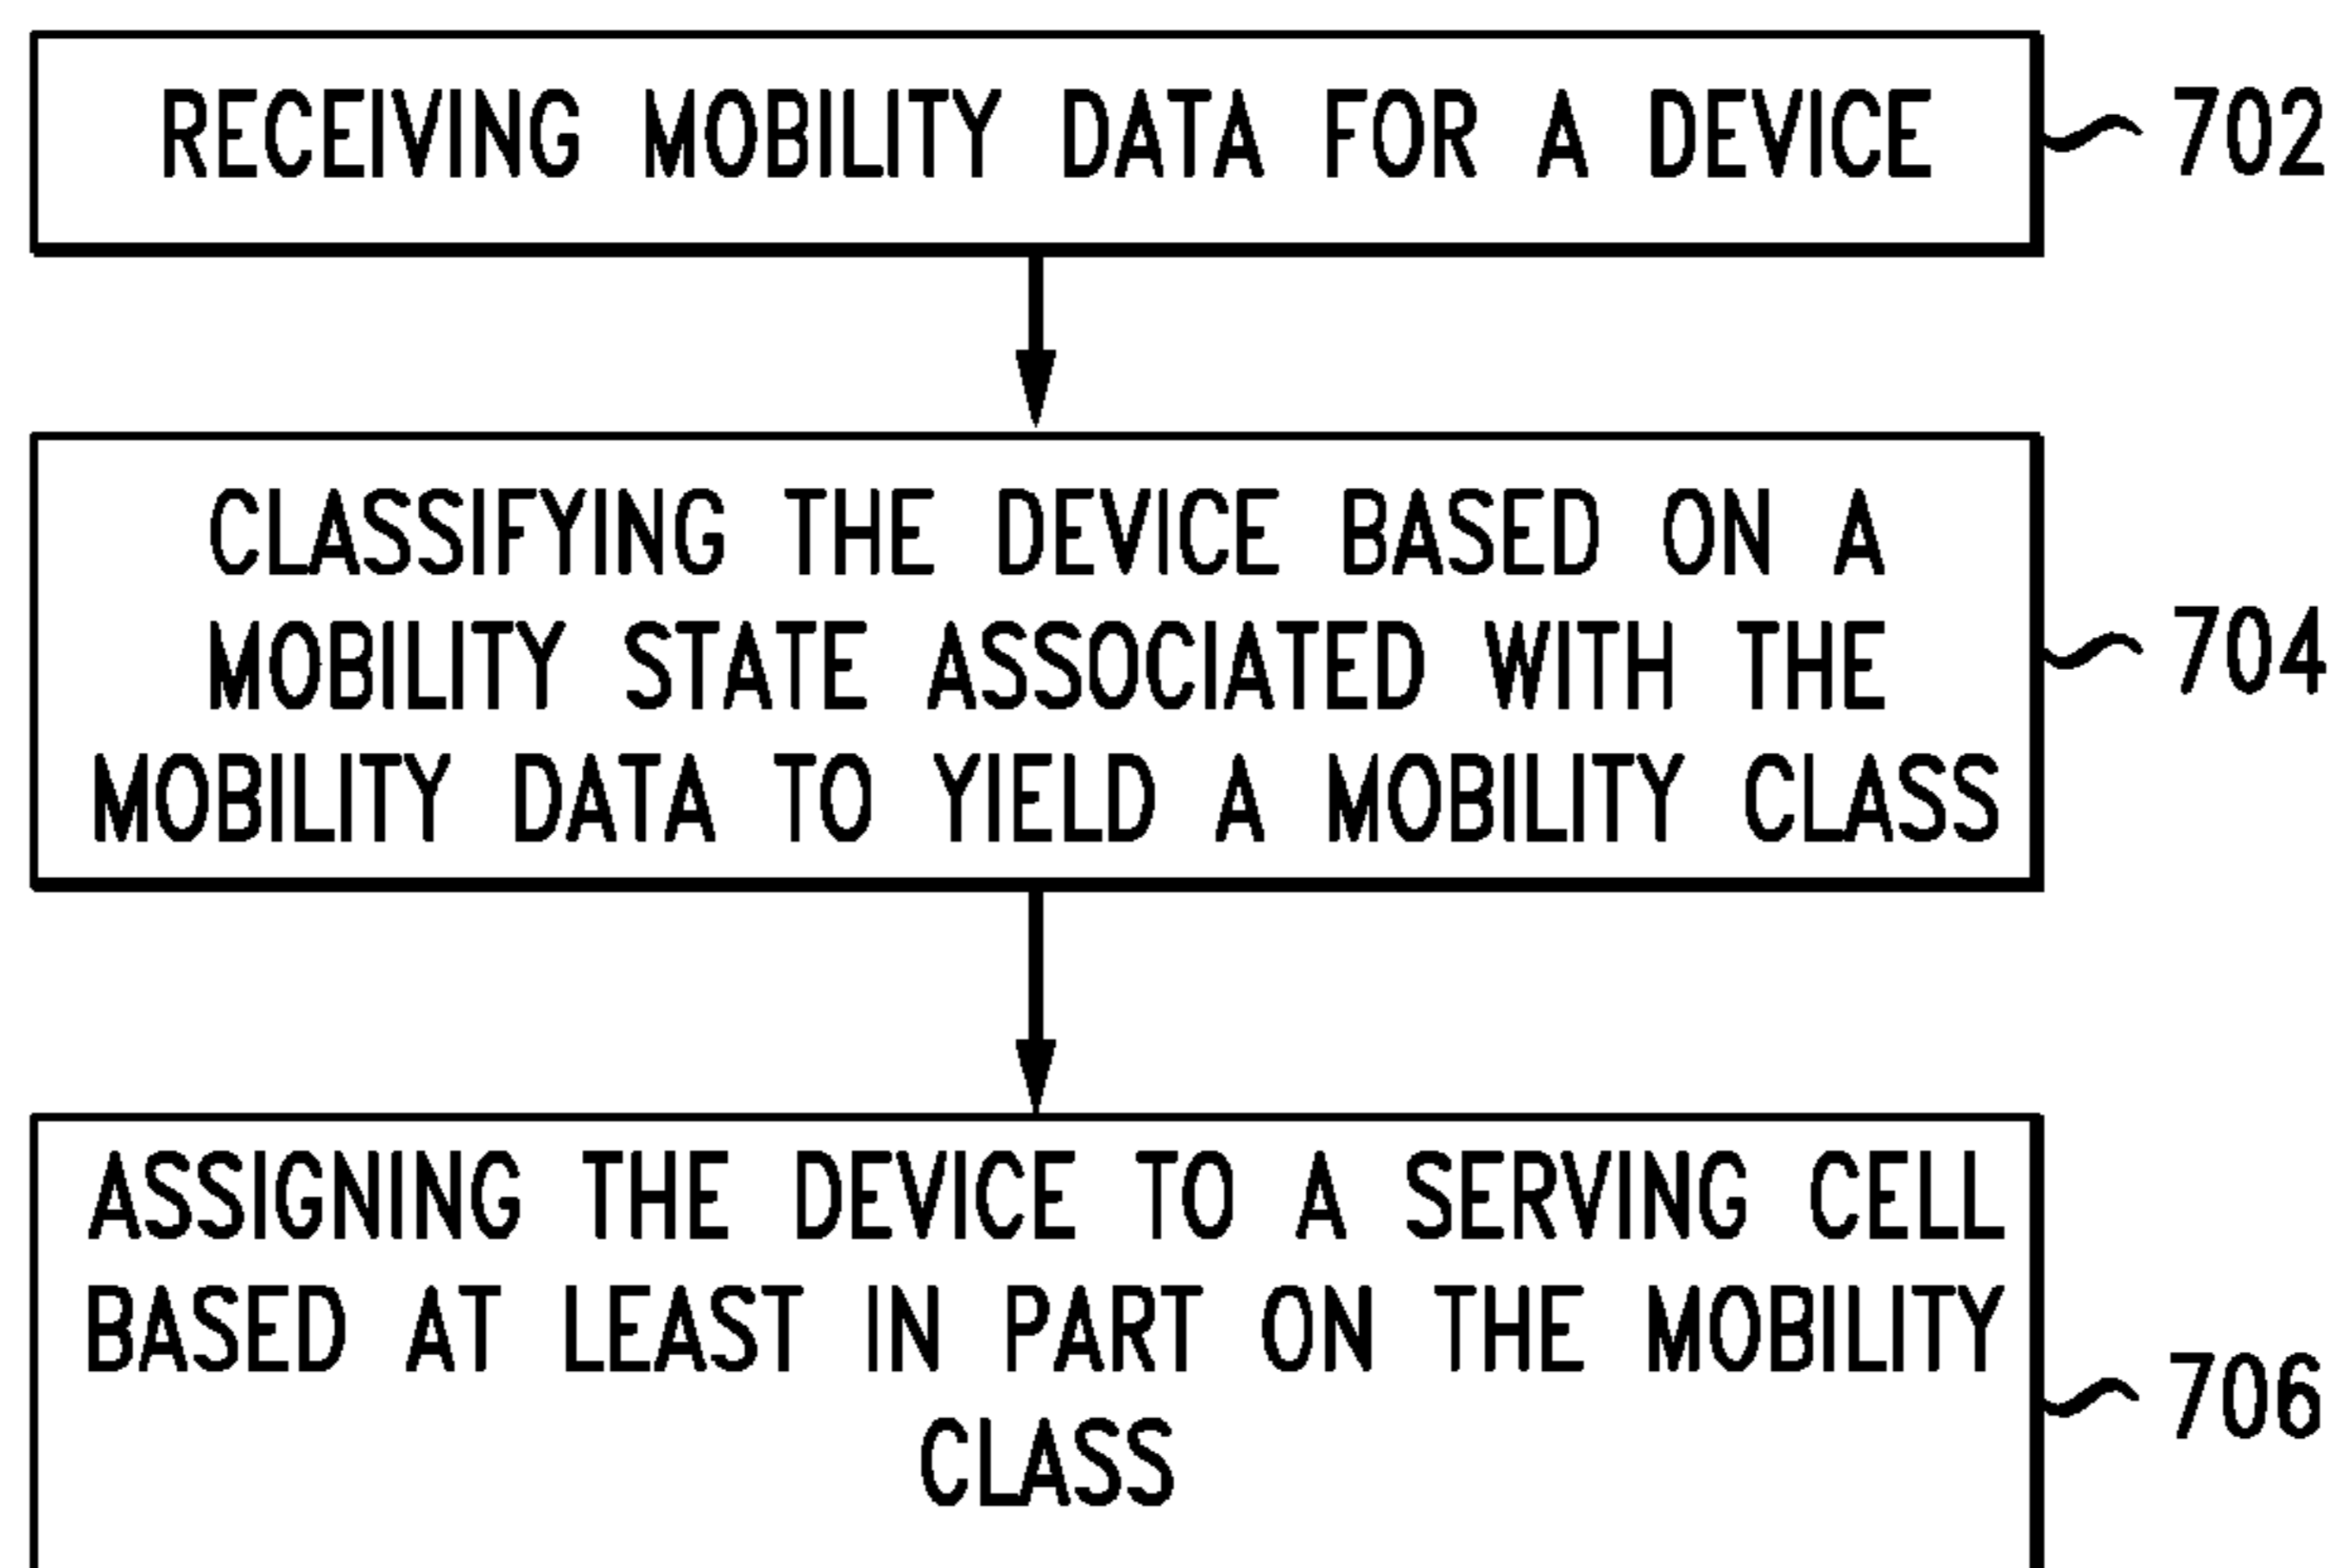 RECEIVING MOBILITY DATA FOR A DEVICE
702
CLASSIFYING THE DEVICE BASED ON A
MOBILITY STATE ASSOCIATED WITH THE
MOBILITY DATA TO YIELD A MOBILITY CLASS
704
ASSIGNING THE DEVICE TO A SERVING CELL
BASED AT LEAST IN PART ON THE MOBILITY
CLASS
706